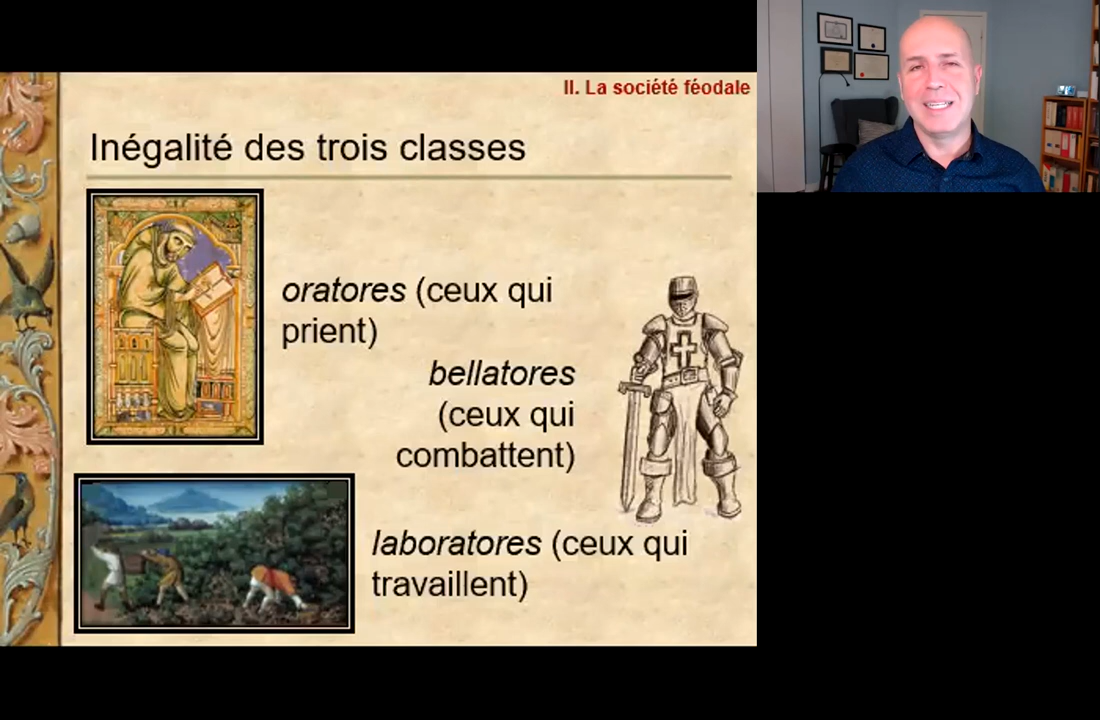 II. La société féodale
Inégalité des trois classes
oratores (ceux qui
prient)
bellatores
(ceux qui
combattent)
laboratores (ceux qui
travaillent)